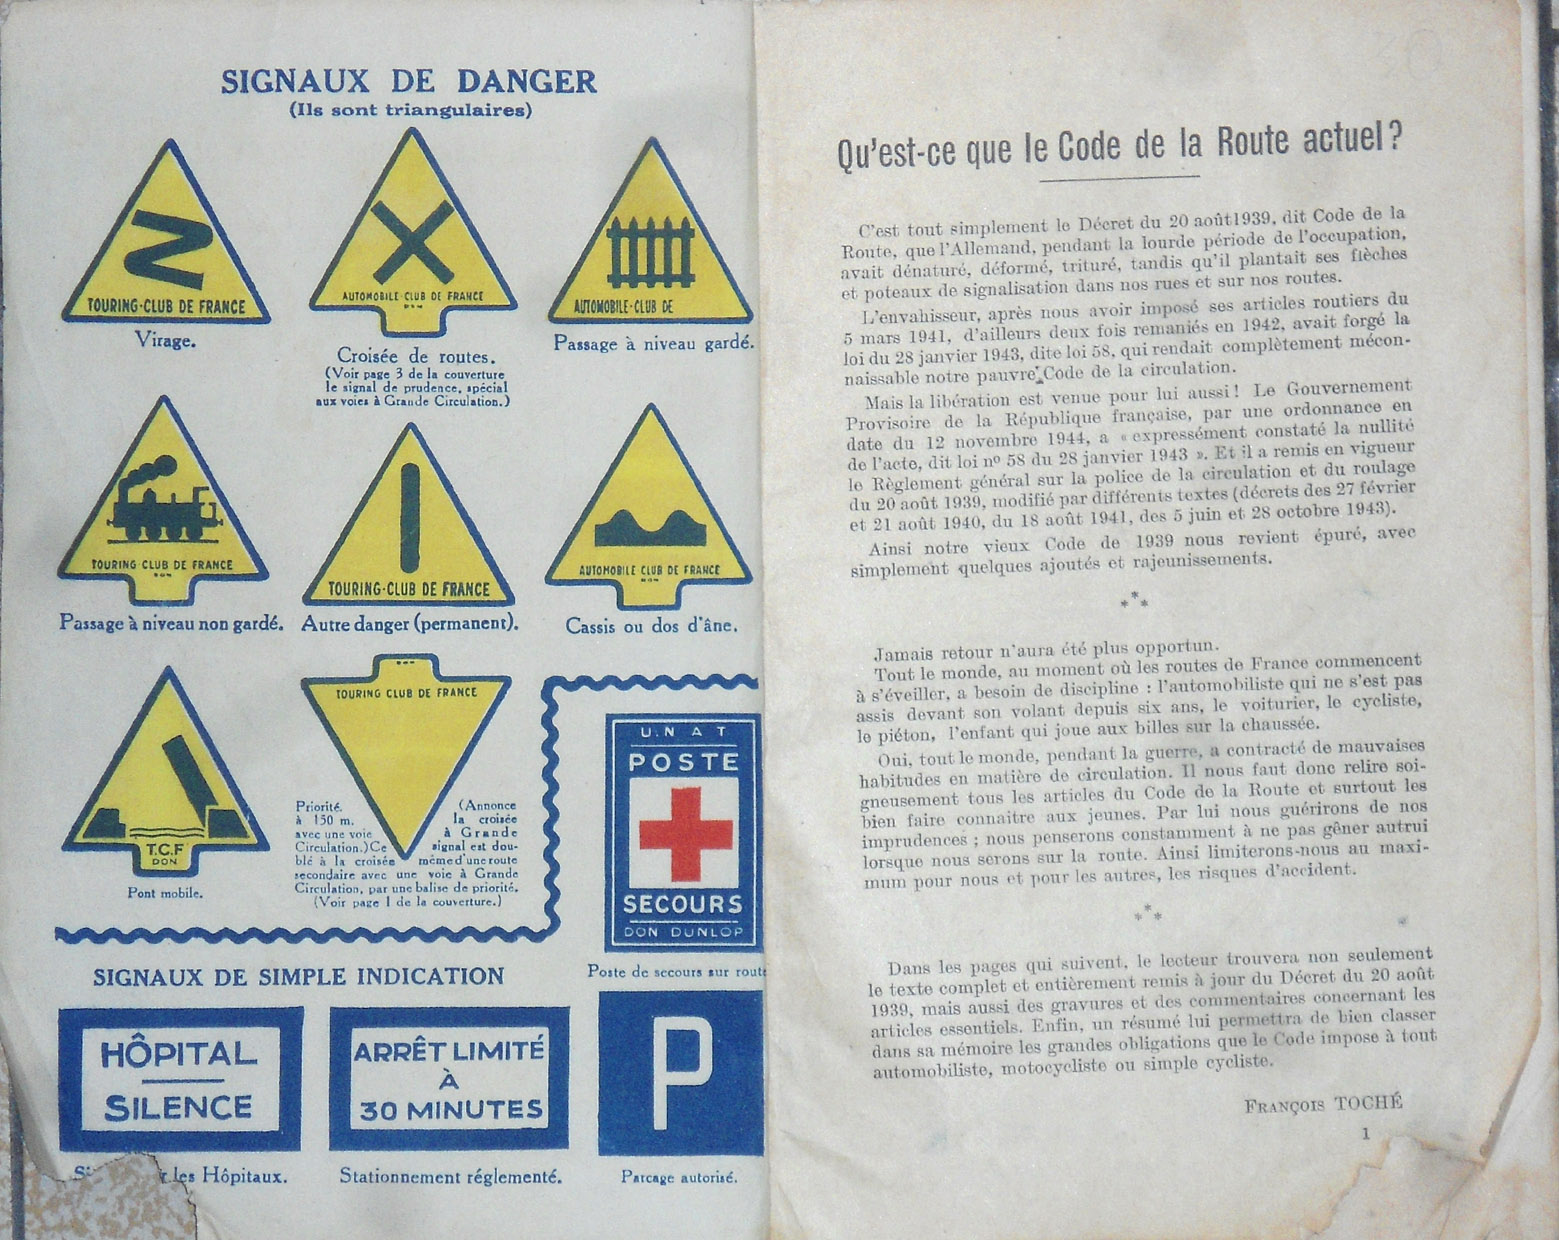 SIGNAUX DE DANGER
(Ils sont triangulaires)
TOURING-CLUB DE FRANCE
Virage.
AUTOMOBILE-CLUB DE FRANCE
DON
Croisée de routes.
(Voir page 3 de la couverture
le signal de prudence, spécial
aux voies à Grande Circulation.)
AUTOMOBILE-CLUB DE
Passage à niveau gardé.
TOURING CLUB DE FRANCE
DON
Passage à niveau non gardé.
TOURING-CLUB DE FRANCE
Autre danger (permanent).
AUTOMOBILE CLUB DE FRANCE
DON
Cassis ou dos d'âne.
T.C.F
DON
Pont mobile.
TOURING CLUB DE FRANCE
Priorité. (Annonce
à 150 m. la croisée
avec une voie à Grande
Circulation.) Ce signal est dou-
blé à la croisée même d'une route
secondaire avec une voie à Grande
Circulation, par une balise de priorité.
(Voir page 1 de la couverture.)
U.N A T
POSTE
SECOURS
DON DUNLOP
Poste de secours sur route
SIGNAUX DE SIMPLE INDICATION
HÔPITAL
SILENCE
les Hôpitaux.
ARRÊT LIMITÉ
À
30 MINUTES
Stationnement réglementé.
P
Parcage autorisé.
Qu'est-ce que le Code de la Route actuel ?
C'est tout simplement le Décret du 20 août 1939, dit Code de la
Route, que l'Allemand, pendant la lourde période de l'occupation,
avait dénaturé, déformé, trituré, tandis qu'il plantait ses flèches
et poteaux de signalisation dans nos rues et sur nos routes.
L'envahisseur, après nous avoir imposé ses articles routiers du
5 mars 1941, d'ailleurs deux fois remaniés en 1942, avait forgé la
loi du 28 janvier 1943, dite loi 58, qui rendait complètement mécon-
naissable notre pauvre Code de la circulation.
Mais la libération est venue pour lui aussi ! Le Gouvernement
Provisoire de la République française, par une ordonnance en
date du 12 novembre 1944, a « expressément constaté la nullité
de l'acte, dit loi nº 58 du 28 janvier 1943 ». Et il a remis en vigueur
le Règlement général sur la police de la circulation et du roulage
du 20 août 1939, modifié par différents textes (décrets des 27 février
et 21 août 1940, du 18 août 1941, des 5 juin et 28 octobre 1943).
Ainsi notre vieux Code de 1939 nous revient épuré, avec
simplement quelques ajoutés et rajeunissements.
***
Jamais retour n'aura été plus opportun.
Tout le monde, au moment où les routes de France commencent
à s'éveiller, a besoin de discipline : l'automobiliste qui ne s'est pas
assis devant son volant depuis six ans, le voiturier, le cycliste,
le piéton, l'enfant qui joue aux billes sur la chaussée.
Oui, tout le monde, pendant la guerre, a contracté de mauvaises
habitudes en matière de circulation. Il nous faut donc relire soi-
gneusement tous les articles du Code de la Route et surtout les
bien faire connaître aux jeunes. Par lui nous guérirons de nos
imprudences ; nous penserons constamment à ne pas gêner autrui
lorsque nous serons sur la route. Ainsi limiterons-nous au maxi-
mum pour nous et pour les autres, les risques d'accident.
***
Dans les pages qui suivent, le lecteur trouvera non seulement
le texte complet et entièrement remis à jour du Décret du 20 août
1939, mais aussi des gravures et des commentaires concernant les
articles essentiels. Enfin, un résumé lui permettra de bien classer
dans sa mémoire les grandes obligations que le Code impose à tout
automobiliste, motocycliste ou simple cycliste.
FRANÇOIS TOCHÉ
1